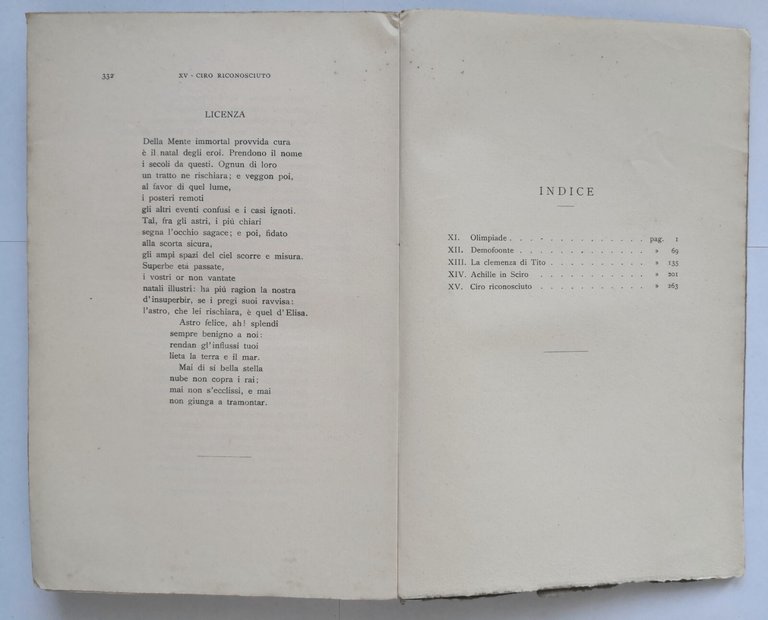 332 XV - CIRO RICONOSCIUTO
LICENZA
Della Mente immortal provvida cura
è il natal degli eroi. Prendono il nome
i secoli da questi. Ognun di loro
un tratto ne rischiara; e veggon poi,
al favor di quel lume,
i posteri remoti
gli altri eventi confusi e i casi ignoti.
Tal, fra gli astri, i più chiari
segna l'occhio sagace; e poi, fidato
alla scorta sicura,
gli ampi spazi del ciel scorre e misura.
Superbe età passate,
i vostri or non vantate
natali illustri: ha più ragion la nostra
d'insuperbir, se i pregi suoi ravvisa:
l'astro, che lei rischiara, è quel d'Elisa.
Astro felice, ah! splendi
sempre benigno a noi:
rendan gl'influssi tuoi
lieta la terra e il mar.
Mai di sì bella stella
nube non copra i rai;
mai non s'ecclissi, e mai
non giunga a tramontar.
INDICE
XI. Olimpiade . . . . . . . . . . . . . . pag. 1
XII. Demofoonte . . . . . . . . . . . . . » 69
XIII. La clemenza di Tito . . . . . . . . . . » 135
XIV. Achille in Sciro . . . . . . . . . . . . » 201
XV. Ciro riconosciuto . . . . . . . . . . . » 263